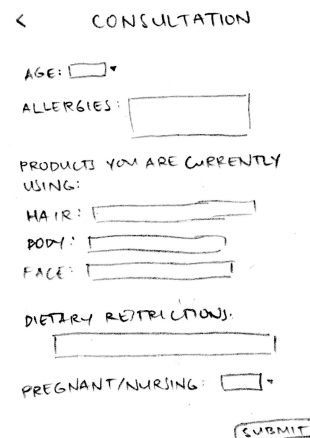 < CONSULTATION
AGE:
ALLERGIES:
PRODUCTS YOU ARE CURRENTLY
USING:
HAIR:
BODY:
FACE:
DIETARY RESTRICTIONS:
PREGNANT/NURSING:
SUBMIT